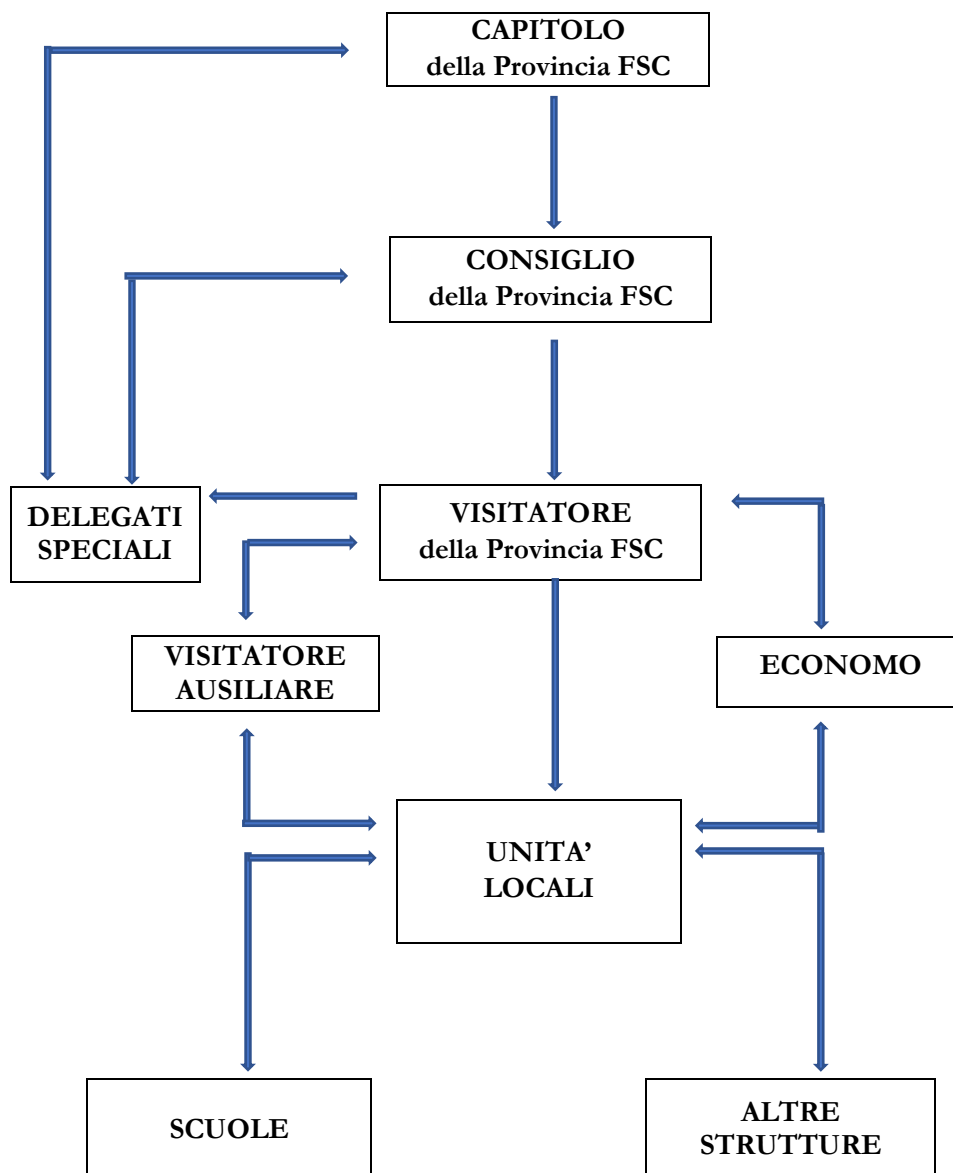 CAPITOLO
della Provincia FSC
CONSIGLIO
della Provincia FSC
DELEGATI
SPECIALI
VISITATORE
della Provincia FSC
VISITATORE
AUSILIARE
ECONOMO
UNITA’
LOCALI
SCUOLE
ALTRE
STRUTTURE